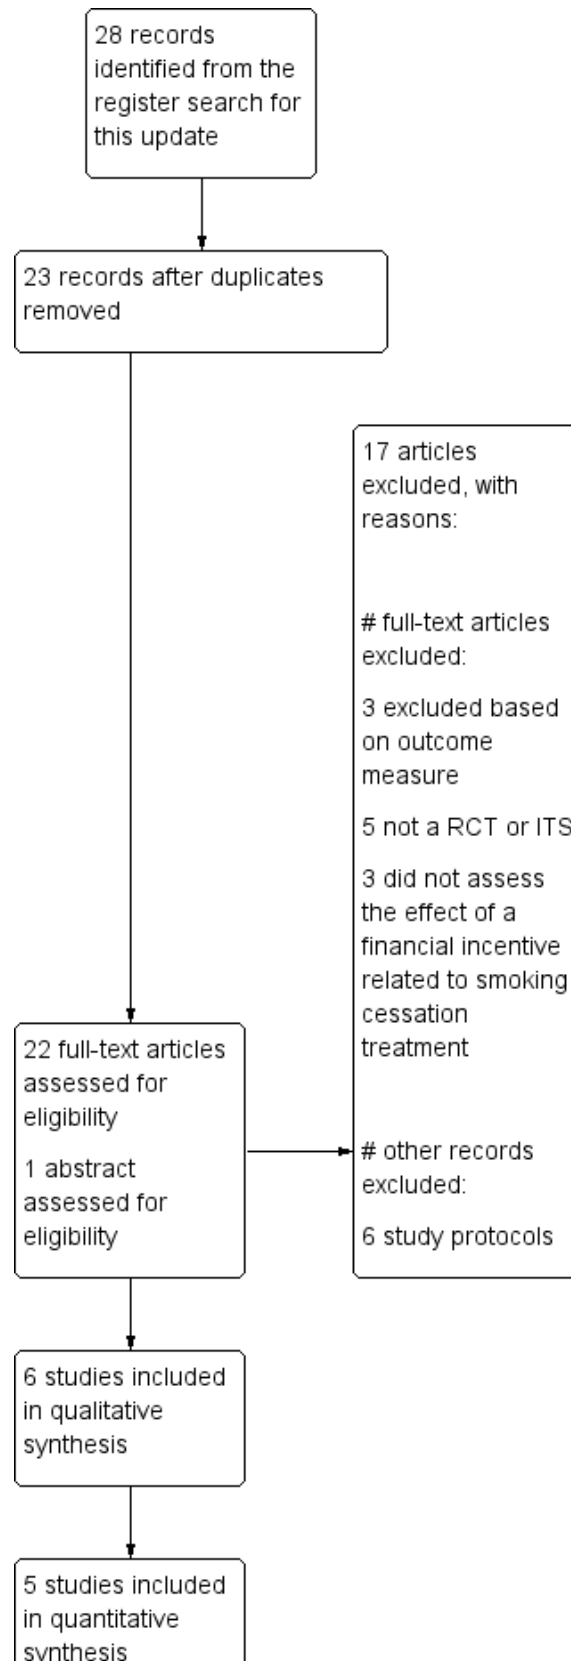 28 records
identified from the
register search for
this update
23 records after duplicates
removed
17 articles
excluded, with
reasons:
# full-text articles
excluded:
3 excluded based
on outcome
measure
5 not a RCT or ITS
3 did not assess
the effect of a
financial incentive
related to smoking
cessation
treatment
# other records
excluded:
6 study protocols
22 full-text articles
assessed for
eligibility
1 abstract
assessed for
eligibility
6 studies included
in qualitative
synthesis
5 studies included
in quantitative
synthesis